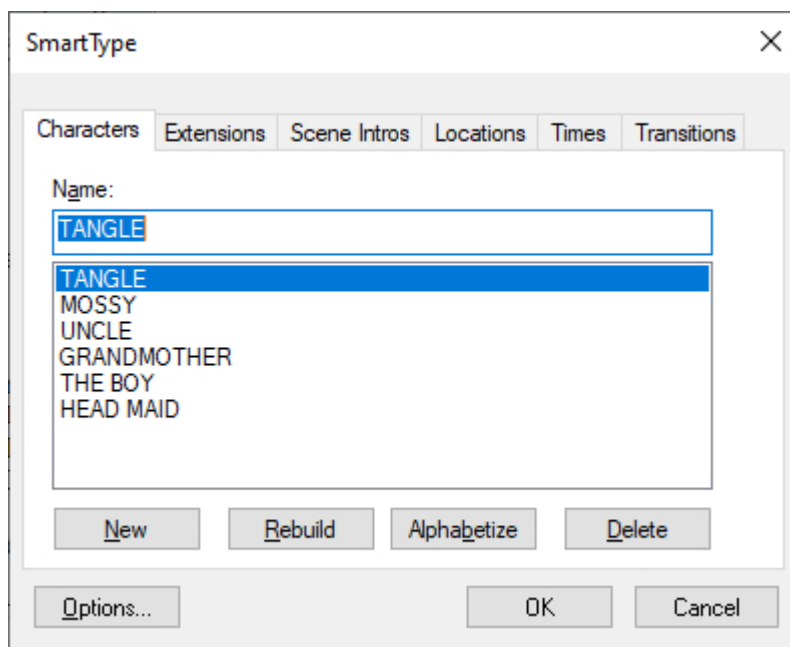 SmartType
Characters Extensions Scene Intros Locations Times Transitions
Name:
TANGLE
TANGLE
MOSSY
UNCLE
GRANDMOTHER
THE BOY
HEAD MAID
New Rebuild Alphabetize Delete
Options... OK Cancel